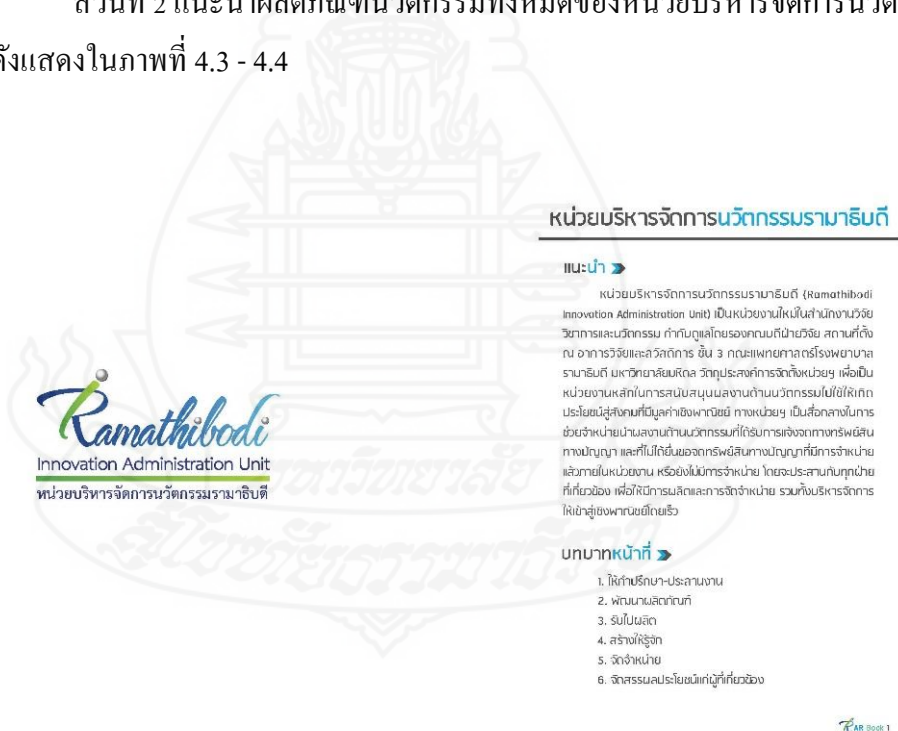 ส่วนที่ 2 แนะนำผลิตภัณฑ์นวัตกรรมทั้งหมดของหน่วยบริหารจัดการนวัต
ดังแสดงในภาพที่ 4.3 - 4.4
Ramathibodi
Innovation Administration Unit
หน่วยบริหารจัดการนวัตกรรมรามาธิบดี
หน่วยบริหารจัดการนวัตกรรมรามาธิบดี
แนะนำ
หน่วยบริหารจัดการนวัตกรรมรามาธิบดี (Ramathibodi
Innovation Administration Unit) เป็นหน่วยงานใหม่ในสำนักงานวิจัย
วิชาการและนวัตกรรม กำกับดูแลโดยรองคณบดีฝ่ายวิจัย สถานที่ตั้ง
ณ อาคารวิจัยและสวัสดิการ ชั้น 3 คณะแพทยศาสตร์โรงพยาบาล
รามาธิบดี มหาวิทยาลัยมหิดล วัตถุประสงค์การจัดตั้งหน่วยฯ เพื่อเป็น
หน่วยงานหลักในการสนับสนุนผลงานด้านนวัตกรรมไปใช้ให้เกิด
ประโยชน์สู่สังคมที่มีมูลค่าเชิงพาณิชย์ ทางหน่วยฯ เป็นสื่อกลางในการ
ช่วยจำหน่ายนำผลงานด้านนวัตกรรมที่ได้รับการแจ้งจดทางทรัพย์สิน
ทางปัญญา และที่ไม่ได้ยื่นขอจดทรัพย์สินทางปัญญาที่มีการจำหน่าย
แล้วภายในหน่วยงาน หรือยังไม่มีการจำหน่าย โดยจะประสานกับทุกฝ่าย
ที่เกี่ยวข้อง เพื่อให้มีการผลิตและการจัดจำหน่าย รวมทั้งบริหารจัดการ
ให้เข้าสู่เชิงพาณิชย์โดยเร็ว
บทบาทหน้าที่
1. ให้คำปรึกษา-ประสานงาน
2. พัฒนาผลิตภัณฑ์
3. รับไปผลิต
4. สร้างให้รู้จัก
5. จัดจำหน่าย
6. จัดสรรผลประโยชน์แก่ผู้ที่เกี่ยวข้อง
AR Book 1